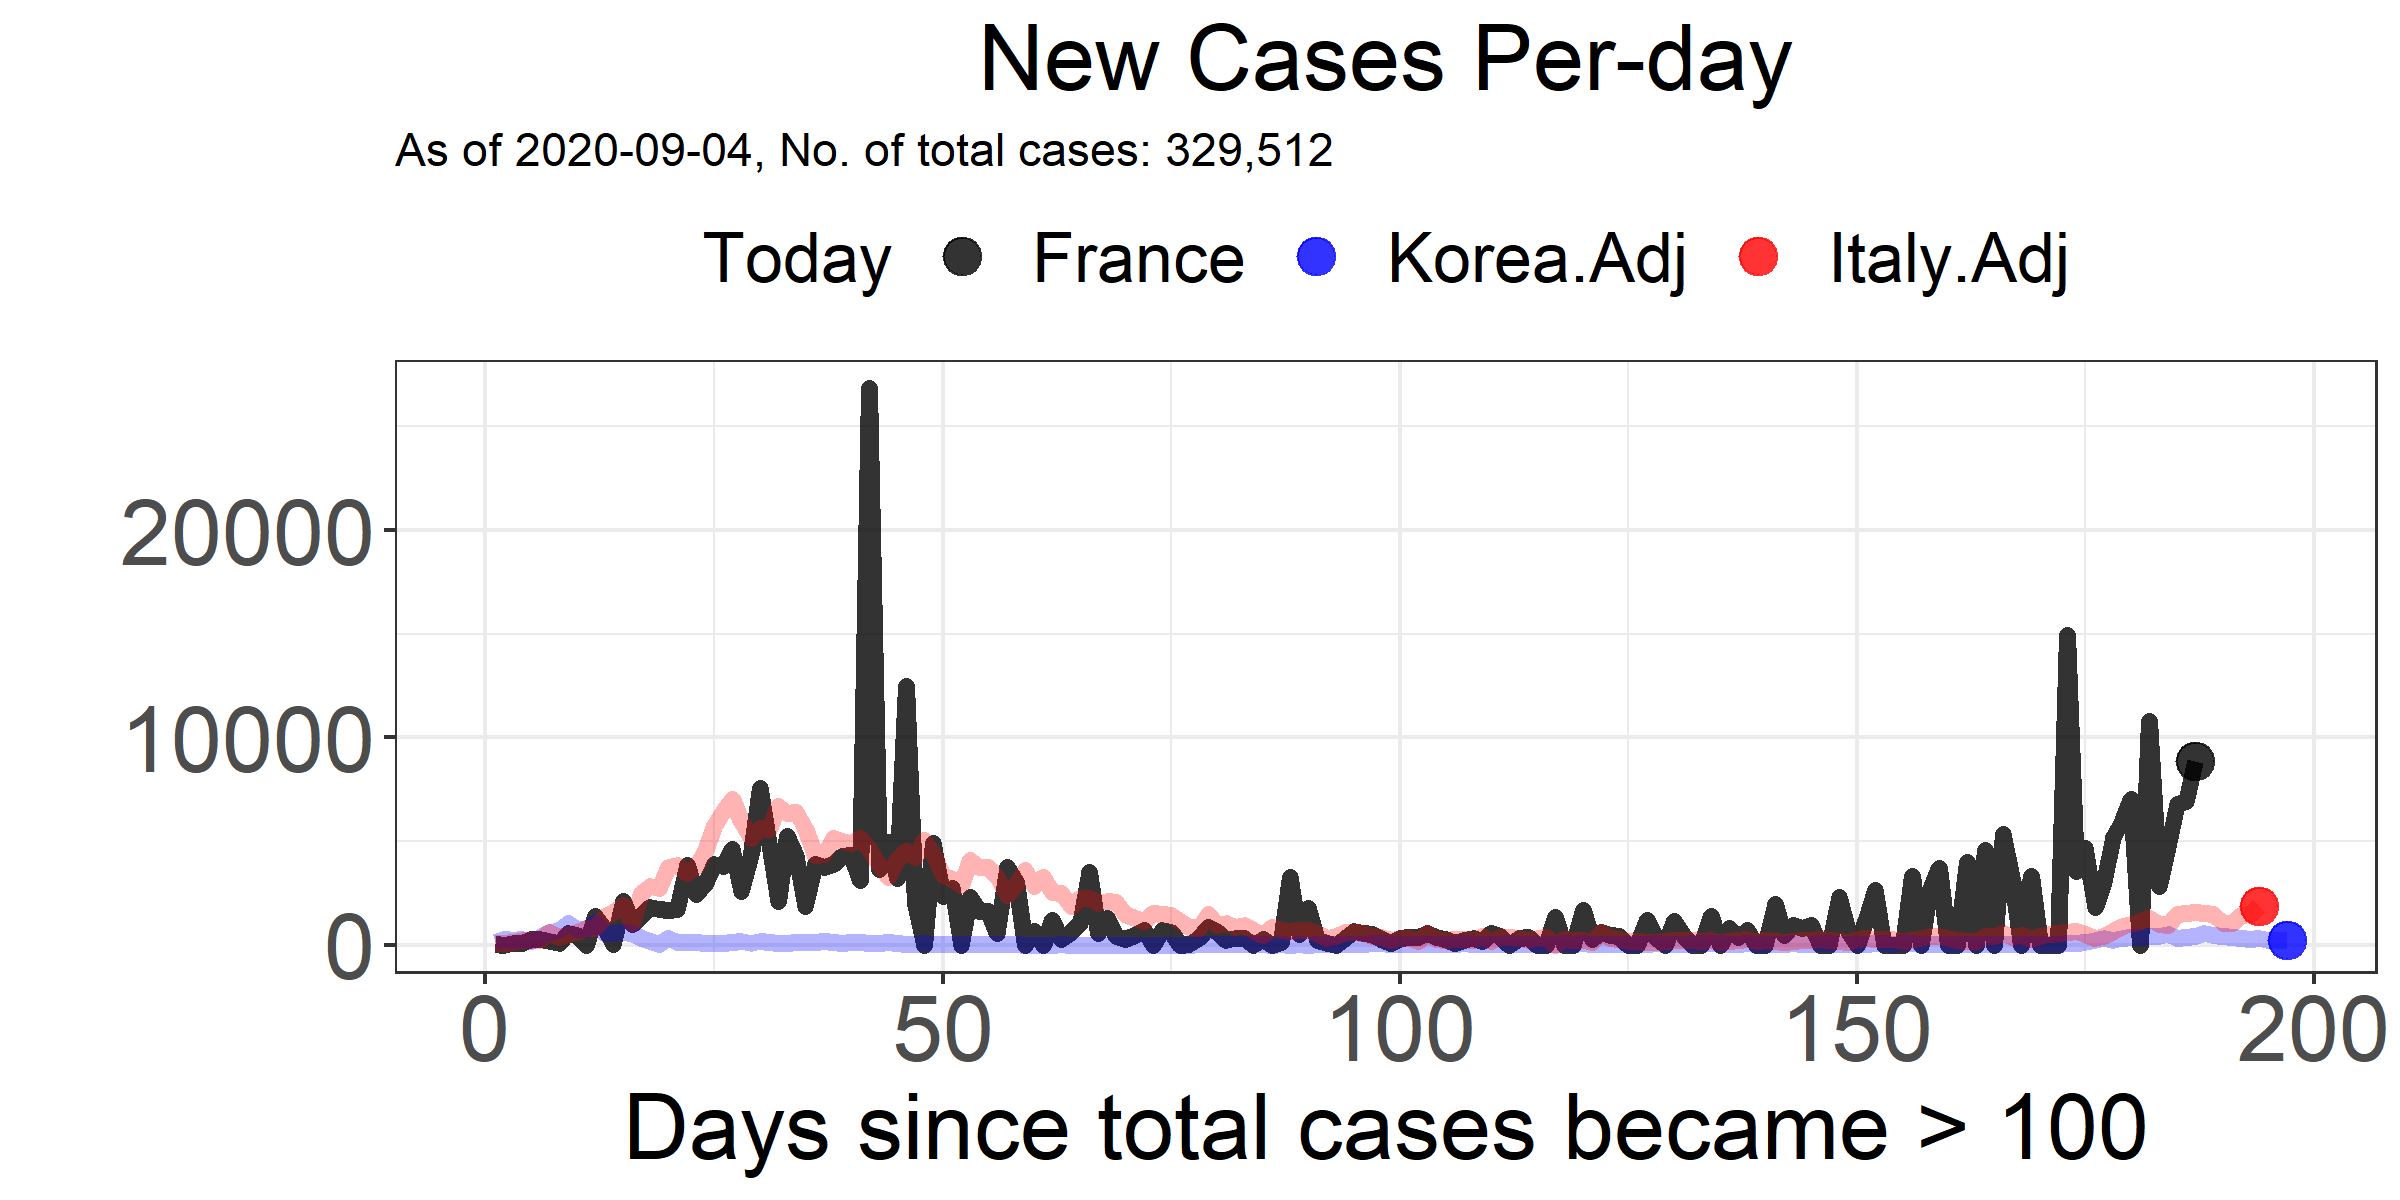 New Cases Per-day
As of 2020-09-04, No. of total cases: 329,512
Today France Korea.Adj Italy.Adj
20000
10000
0
0 50 100 150 200
Days since total cases became > 100